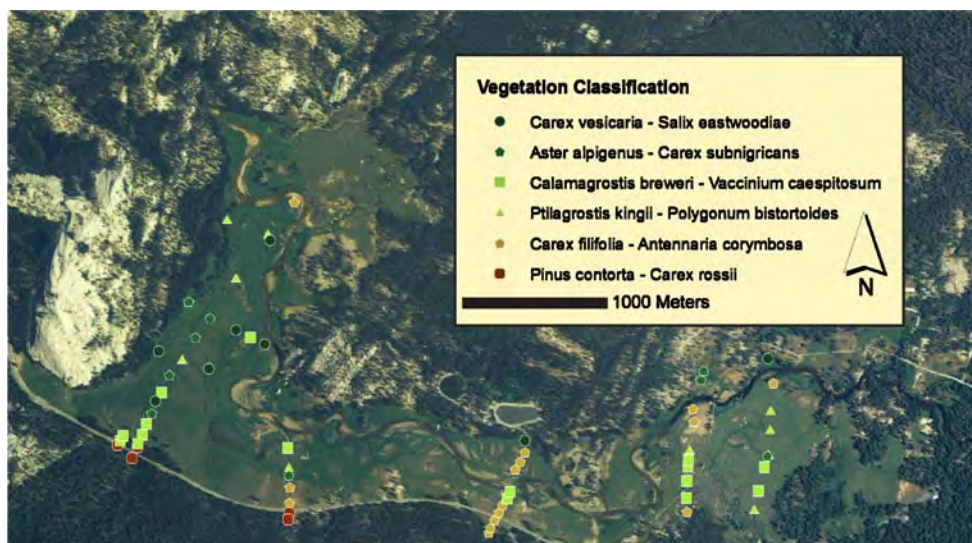 Vegetation Classification
Carex vesicaria - Salix eastwoodiae
Aster alpigenus - Carex subnigricans
Calamagrostis breweri - Vaccinium caespitosum
Ptilagrostis kingii - Polygonum bistortoides
Carex filifolia - Antennaria corymbosa
Pinus contorta - Carex rossii
1000 Meters
N